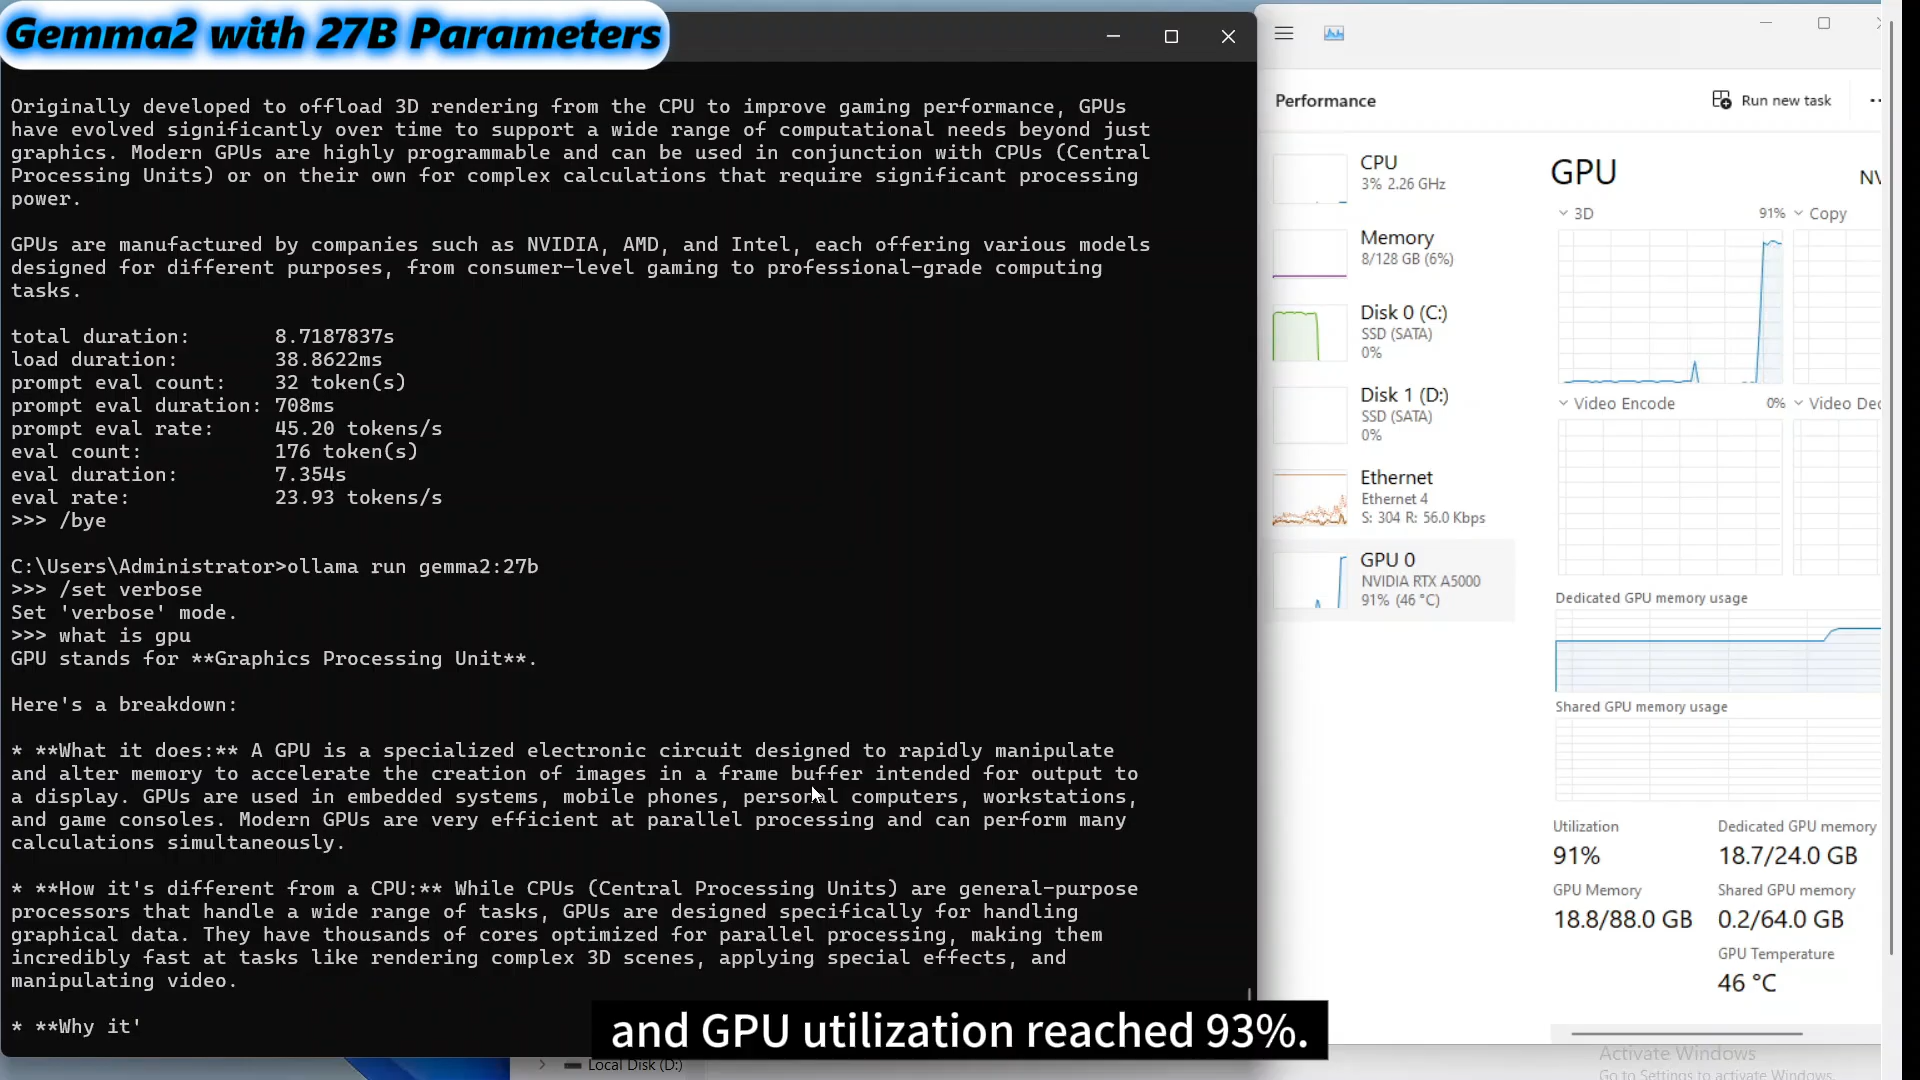 Gemma2 with 27B Parameters
Originally developed to offload 3D rendering from the CPU to improve gaming performance, GPUs
have evolved significantly over time to support a wide range of computational needs beyond just
graphics. Modern GPUs are highly programmable and can be used in conjunction with CPUs (Central
Processing Units) or on their own for complex calculations that require significant processing
power.
GPUs are manufactured by companies such as NVIDIA, AMD, and Intel, each offering various models
designed for different purposes, from consumer-level gaming to professional-grade computing
tasks.
total duration: 8.7187837s
load duration: 38.8622ms
prompt eval count: 32 token(s)
prompt eval duration: 708ms
prompt eval rate: 45.20 tokens/s
eval count: 176 token(s)
eval duration: 7.354s
eval rate: 23.93 tokens/s
>>> /bye
C:\Users\Administrator>ollama run gemma2:27b
>>> /set verbose
Set 'verbose' mode.
>>> what is gpu
GPU stands for **Graphics Processing Unit**.
Here's a breakdown:
* **What it does:** A GPU is a specialized electronic circuit designed to rapidly manipulate
and alter memory to accelerate the creation of images in a frame buffer intended for output to
a display. GPUs are used in embedded systems, mobile phones, personal computers, workstations,
and game consoles. Modern GPUs are very efficient at parallel processing and can perform many
calculations simultaneously.
* **How it's different from a CPU:** While CPUs (Central Processing Units) are general-purpose
processors that handle a wide range of tasks, GPUs are designed specifically for handling
graphical data. They have thousands of cores optimized for parallel processing, making them
incredibly fast at tasks like rendering complex 3D scenes, applying special effects, and
manipulating video.
* **Why it'
Performance
Run new task
CPU
3% 2.26 GHz
Memory
8/128 GB (6%)
Disk 0 (C:)
SSD (SATA)
0%
Disk 1 (D:)
SSD (SATA)
0%
Ethernet
Ethernet 4
S: 304 R: 56.0 Kbps
GPU 0
NVIDIA RTX A5000
91% (46 °C)
GPU NV
3D 91% Copy
Video Encode 0% Video Dec
Dedicated GPU memory usage
Shared GPU memory usage
Utilization Dedicated GPU memory
91% 18.7/24.0 GB
GPU Memory Shared GPU memory
18.8/88.0 GB 0.2/64.0 GB
GPU Temperature
46 °C
and GPU utilization reached 93%.
Local Disk (D:)
Activate Windows
Go to Settings to activate Windows.